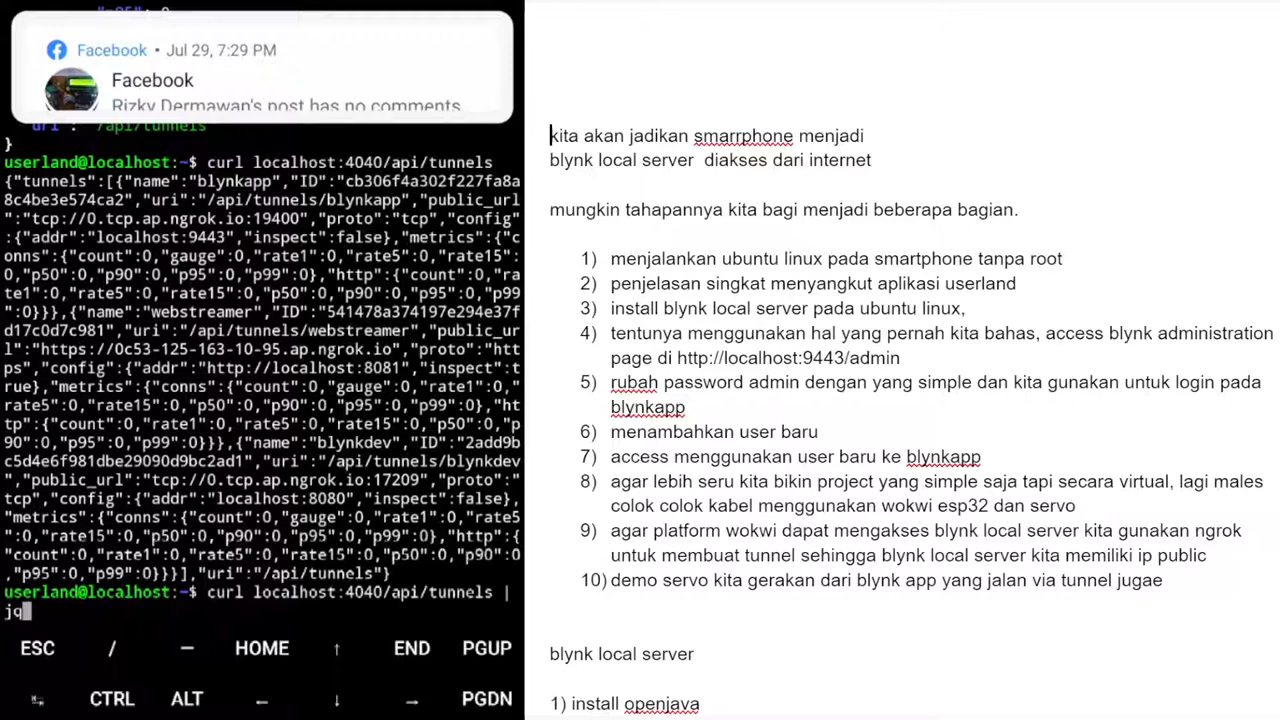 "p95": 0
Facebook • Jul 29, 7:29 PM
Facebook
Rizky Dermawan's post has no comments
"uri": "/api/tunnels"
}
userland@localhost:~$ curl localhost:4040/api/tunnels
{"tunnels":[{"name":"blynkapp","ID":"cb306f4a302f227fa8a
8c4be3e574ca2","uri":"/api/tunnels/blynkapp","public_url
":"tcp://0.tcp.ap.ngrok.io:19400","proto":"tcp","config"
:{"addr":"localhost:9443","inspect":false},"metrics":{"c
onns":{"count":0,"gauge":0,"rate1":0,"rate5":0,"rate15":
0,"p50":0,"p90":0,"p95":0,"p99":0},"http":{"count":0,"ra
te1":0,"rate5":0,"rate15":0,"p50":0,"p90":0,"p95":0,"p99
":0}}},{"name":"webstreamer","ID":"541478a374197e294e37f
d17c0d7c981","uri":"/api/tunnels/webstreamer","public_ur
l":"https://0c53-125-163-10-95.ap.ngrok.io","proto":"htt
ps","config":{"addr":"http://localhost:8081","inspect":t
rue},"metrics":{"conns":{"count":0,"gauge":0,"rate1":0,"
rate5":0,"rate15":0,"p50":0,"p90":0,"p95":0,"p99":0},"ht
tp":{"count":0,"rate1":0,"rate5":0,"rate15":0,"p50":0,"p
90":0,"p95":0,"p99":0}}},{"name":"blynkdev","ID":"2add9b
c5d4e6f981dbe29090d9bc2ad1","uri":"/api/tunnels/blynkdev
","public_url":"tcp://0.tcp.ap.ngrok.io:17209","proto":"
tcp","config":{"addr":"localhost:8080","inspect":false},
"metrics":{"conns":{"count":0,"gauge":0,"rate1":0,"rate5
":0,"rate15":0,"p50":0,"p90":0,"p95":0,"p99":0},"http":{
"count":0,"rate1":0,"rate5":0,"rate15":0,"p50":0,"p90":0
,"p95":0,"p99":0}}}],"uri":"/api/tunnels"}
userland@localhost:~$ curl localhost:4040/api/tunnels |
jq
ESC / — HOME ↑ END PGUP
↹ CTRL ALT ← ↓ → PGDN
kita akan jadikan smarrphone menjadi
blynk local server  diakses dari internet
mungkin tahapannya kita bagi menjadi beberapa bagian.
1) menjalankan ubuntu linux pada smartphone tanpa root
2) penjelasan singkat menyangkut aplikasi userland
3) install blynk local server pada ubuntu linux,
4) tentunya menggunakan hal yang pernah kita bahas, access blynk administration
page di http://localhost:9443/admin
5) rubah password admin dengan yang simple dan kita gunakan untuk login pada
blynkapp
6) menambahkan user baru
7) access menggunakan user baru ke blynkapp
8) agar lebih seru kita bikin project yang simple saja tapi secara virtual, lagi males
colok colok kabel menggunakan wokwi esp32 dan servo
9) agar platform wokwi dapat mengakses blynk local server kita gunakan ngrok
untuk membuat tunnel sehingga blynk local server kita memiliki ip public
10) demo servo kita gerakan dari blynk app yang jalan via tunnel jugae
blynk local server
1) install openjava